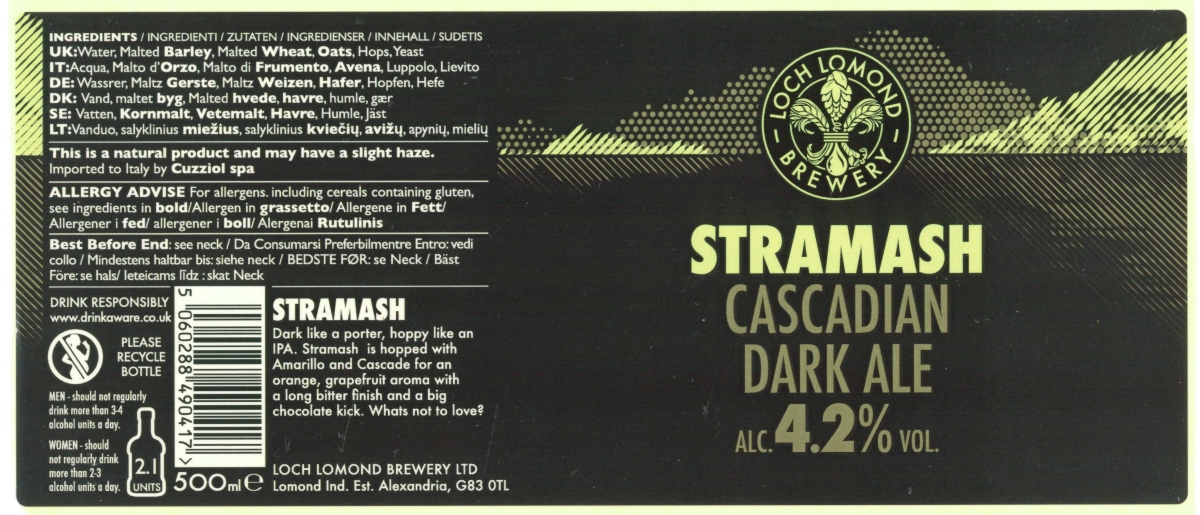 INGREDIENTS / INGREDIENTI / ZUTATEN / INGREDIENSER / INNEHALL / SUDETIS
UK:Water, Malted Barley, Malted Wheat, Oats, Hops, Yeast
IT:Acqua, Malto d'Orzo, Malto di Frumento, Avena, Luppolo, Lievito
DE: Wassrer, Maltz Gerste, Maltz Weizen, Hafer, Hopfen, Hefe
DK: Vand, maltet byg, Malted hvede, havre, humle, gær
SE: Vatten, Kornmalt, Vetemalt, Havre, Humle, Jäst
LT:Vanduo, salyklinius miežius, salyklinius kviečių, avižų, apynių, mielių
This is a natural product and may have a slight haze.
Imported to Italy by Cuzziol spa
ALLERGY ADVISE For allergens. including cereals containing gluten,
see ingredients in bold/Allergen in grassetto/ Allergene in Fett/
Allergener i fed/ allergener i boll/ Alergenai Rutulinis
Best Before End: see neck / Da Consumarsi Preferbilmentre Entro: vedi
collo / Mindestens haltbar bis: siehe neck / BEDSTE FØR: se Neck / Bäst
Före: se hals/ leteicams līdz : skat Neck
DRINK RESPONSIBLY
www.drinkaware.co.uk
PLEASE
RECYCLE
BOTTLE
MEN - should not regularly
drink more than 3-4
alcohol units a day.
WOMEN - should
not regularly drink
more than 2-3
alcohol units a day.
2.1
UNITS
5 060288 490417 >
500ml e
STRAMASH
Dark like a porter, hoppy like an
IPA. Stramash is hopped with
Amarillo and Cascade for an
orange, grapefruit aroma with
a long bitter finish and a big
chocolate kick. Whats not to love?
LOCH LOMOND BREWERY LTD
Lomond Ind. Est. Alexandria, G83 0TL
LOCH LOMOND
BREWERY
STRAMASH
CASCADIAN
DARK ALE
ALC. 4.2% VOL.